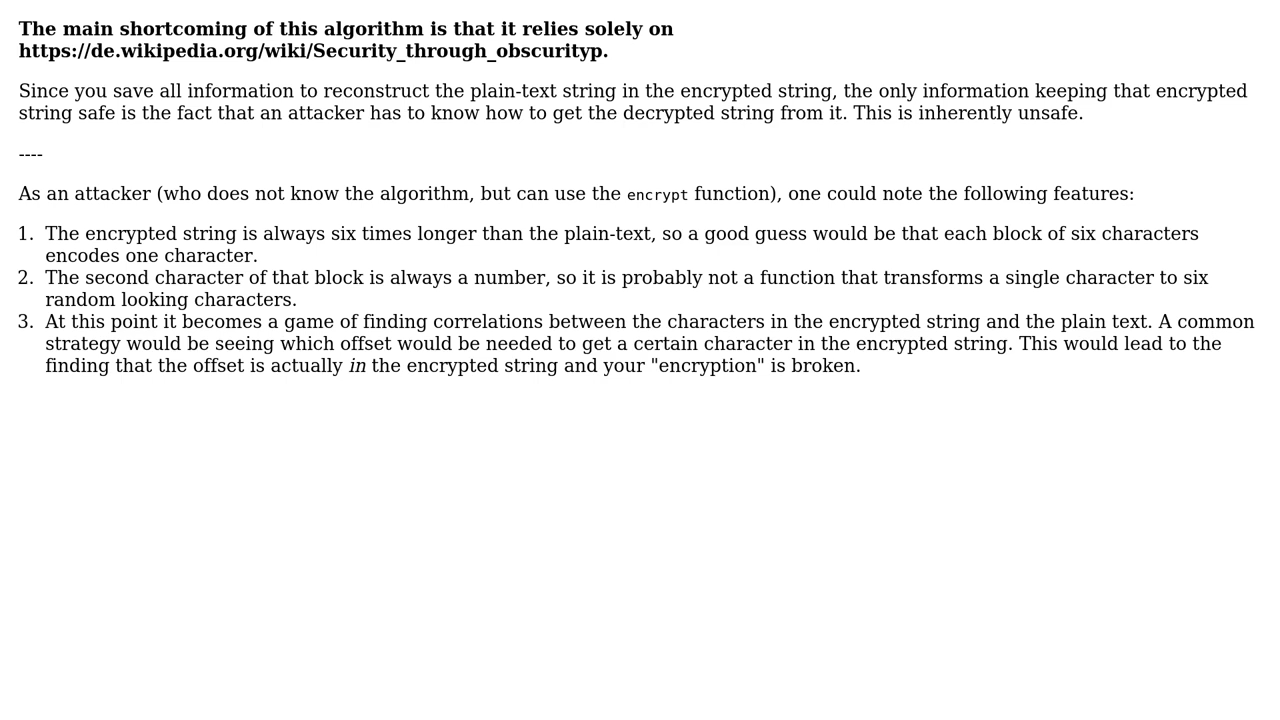 The main shortcoming of this algorithm is that it relies solely on
https://de.wikipedia.org/wiki/Security_through_obscurityp.
Since you save all information to reconstruct the plain-text string in the encrypted string, the only information keeping that encrypted
string safe is the fact that an attacker has to know how to get the decrypted string from it. This is inherently unsafe.
----
As an attacker (who does not know the algorithm, but can use the encrypt function), one could note the following features:
1. The encrypted string is always six times longer than the plain-text, so a good guess would be that each block of six characters
encodes one character.
2. The second character of that block is always a number, so it is probably not a function that transforms a single character to six
random looking characters.
3. At this point it becomes a game of finding correlations between the characters in the encrypted string and the plain text. A common
strategy would be seeing which offset would be needed to get a certain character in the encrypted string. This would lead to the
finding that the offset is actually in the encrypted string and your "encryption" is broken.